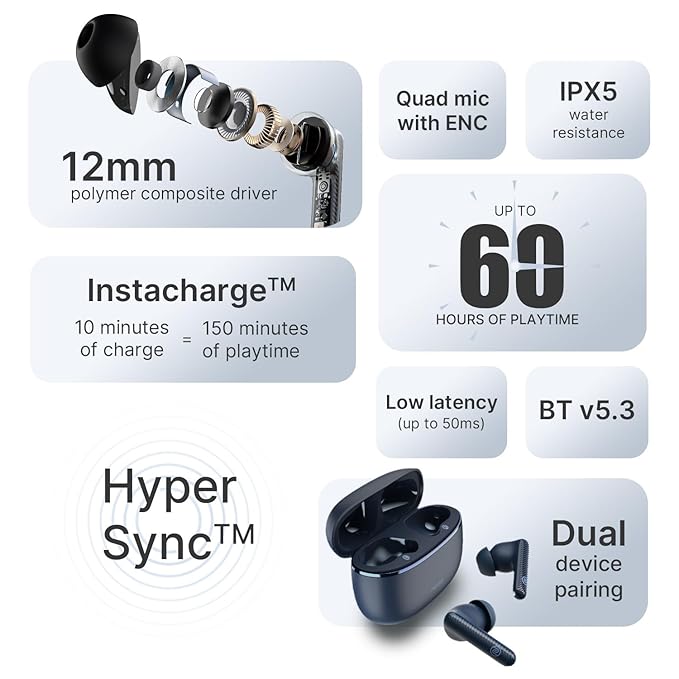 12mm
polymer composite driver
Quad mic
with ENC
IPX5
water
resistance
UP TO
60
HOURS OF PLAYTIME
Instacharge™
10 minutes
of charge
=
150 minutes
of playtime
Low latency
(up to 50ms)
BT v5.3
Hyper
Sync™
Dual
device
pairing